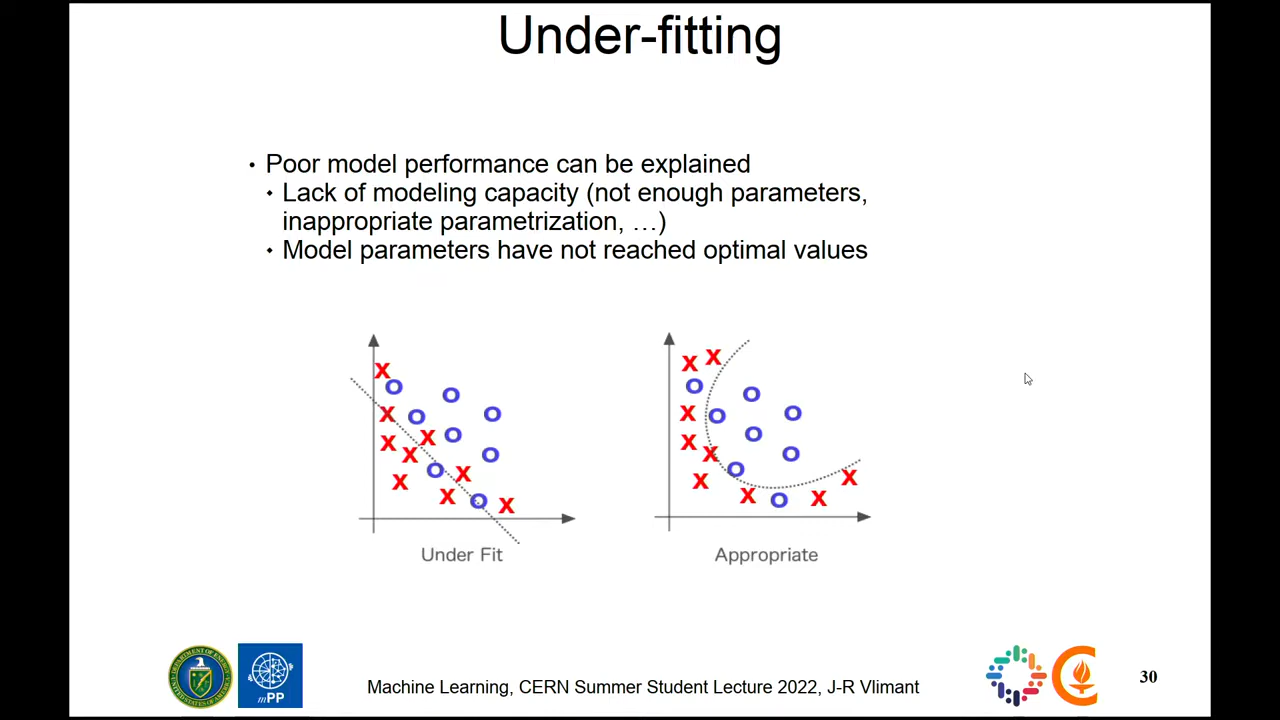 Under-fitting
• Poor model performance can be explained
• Lack of modeling capacity (not enough parameters,
inappropriate parametrization, …)
• Model parameters have not reached optimal values
Under Fit
Appropriate
mPP
Machine Learning, CERN Summer Student Lecture 2022, J-R Vlimant
30